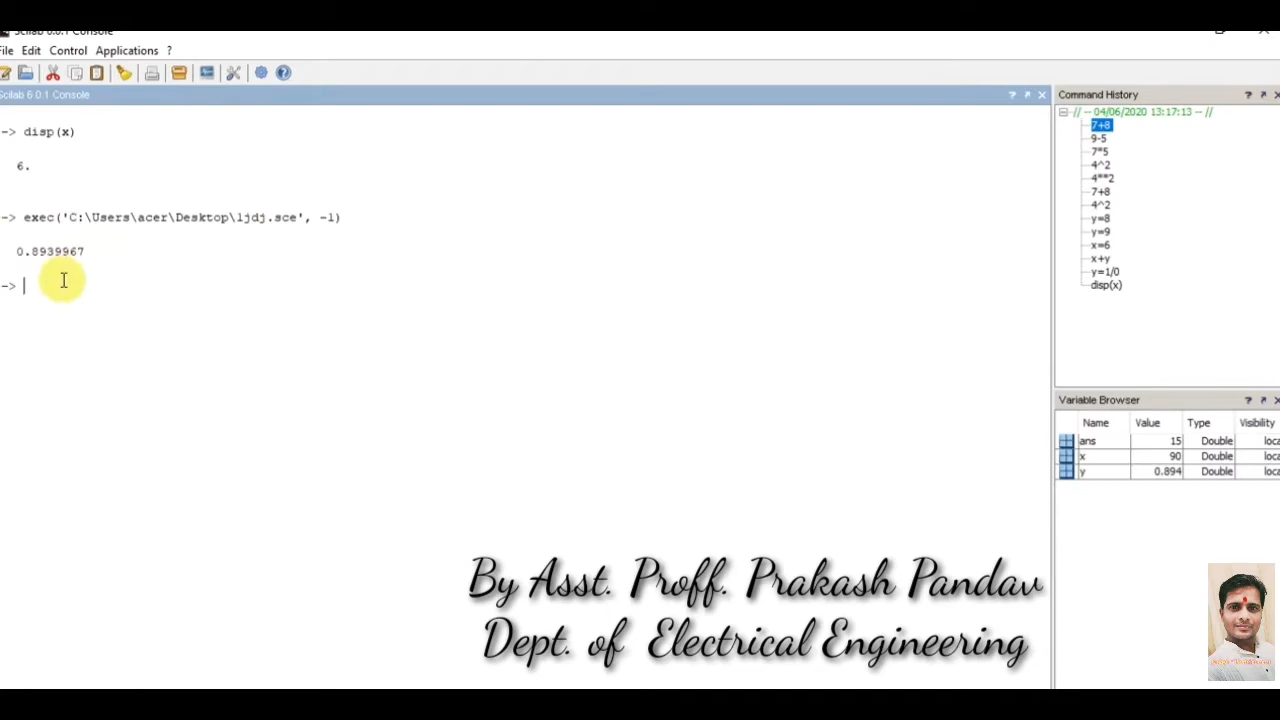 Scilab 6.0.1 Console
File Edit Control Applications ?
Scilab 6.0.1 Console
--> disp(x)
6.
--> exec('C:\Users\acer\Desktop\ljdj.sce', -1)
0.8939967
-->
Command History
// -- 04/06/2020 13:17:13 -- //
7+8
9-5
7*5
4^2
4**2
7+8
4^2
y=8
y=9
x=6
x+y
y=1/0
disp(x)
Variable Browser
Name Value Type Visibility
ans 15 Double loca
x 90 Double loca
y 0.894 Double loca
By Asst. Proff. Prakash Pandav
Dept. of Electrical Engineering